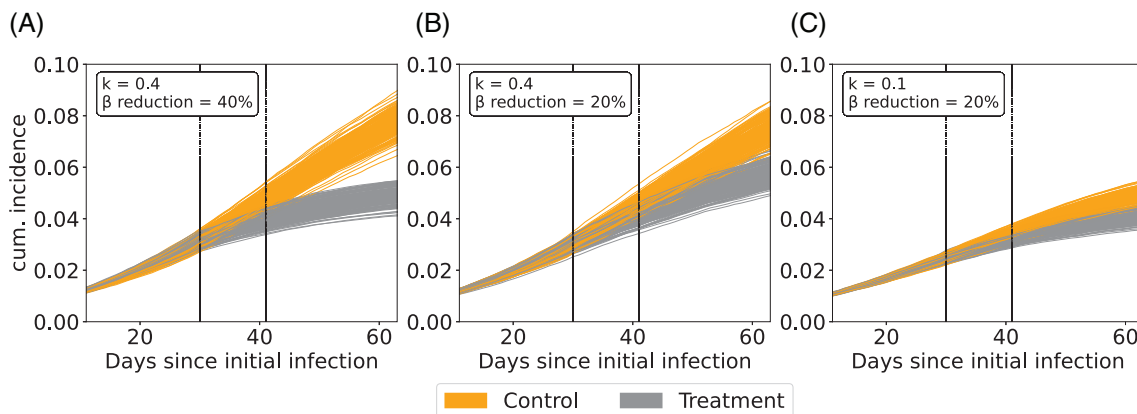 (A)
(B)
(C)
k = 0.4
β reduction = 40%
k = 0.4
β reduction = 20%
k = 0.1
β reduction = 20%
cum. incidence
0.10
0.08
0.06
0.04
0.02
0.00
0.10
0.08
0.06
0.04
0.02
0.00
0.10
0.08
0.06
0.04
0.02
0.00
20 40 60
20 40 60
20 40 60
Days since initial infection
Days since initial infection
Days since initial infection
Control Treatment